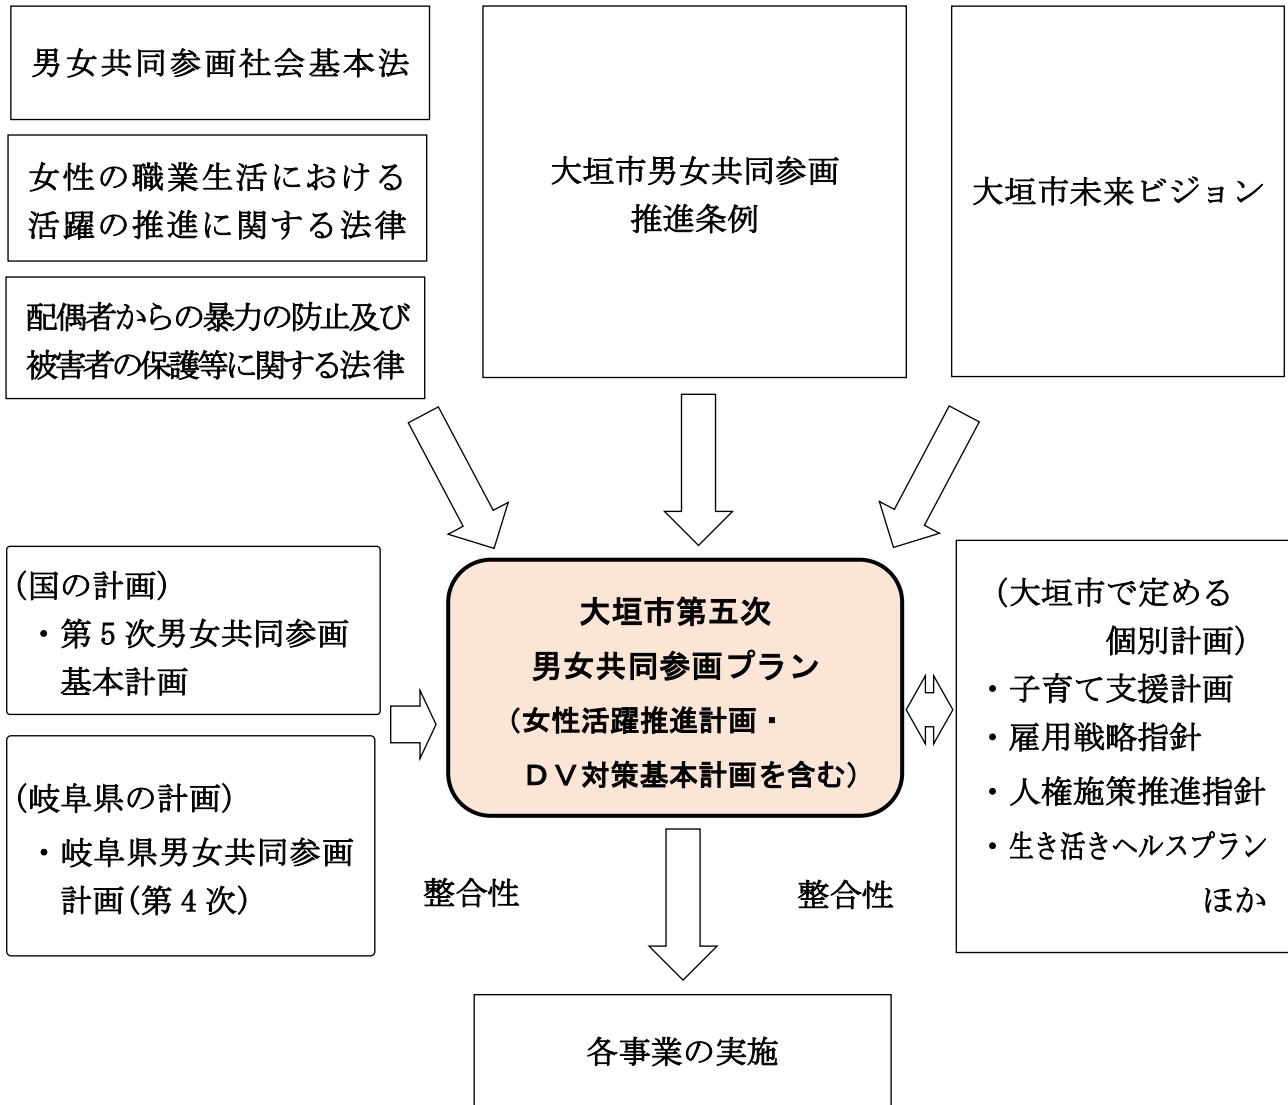 男女共同参画社会基本法
女性の職業生活における
活躍の推進に関する法律
配偶者からの暴力の防止及び
被害者の保護等に関する法律
大垣市男女共同参画
推進条例
大垣市未来ビジョン
(国の計画)
・第5次男女共同参画
基本計画
(岐阜県の計画)
・岐阜県男女共同参画
計画(第4次)
大垣市第五次
男女共同参画プラン
(女性活躍推進計画・
ＤＶ対策基本計画を含む)
(大垣市で定める
個別計画)
・子育て支援計画
・雇用戦略指針
・人権施策推進指針
・生き活きヘルスプラン
ほか
整合性
整合性
各事業の実施